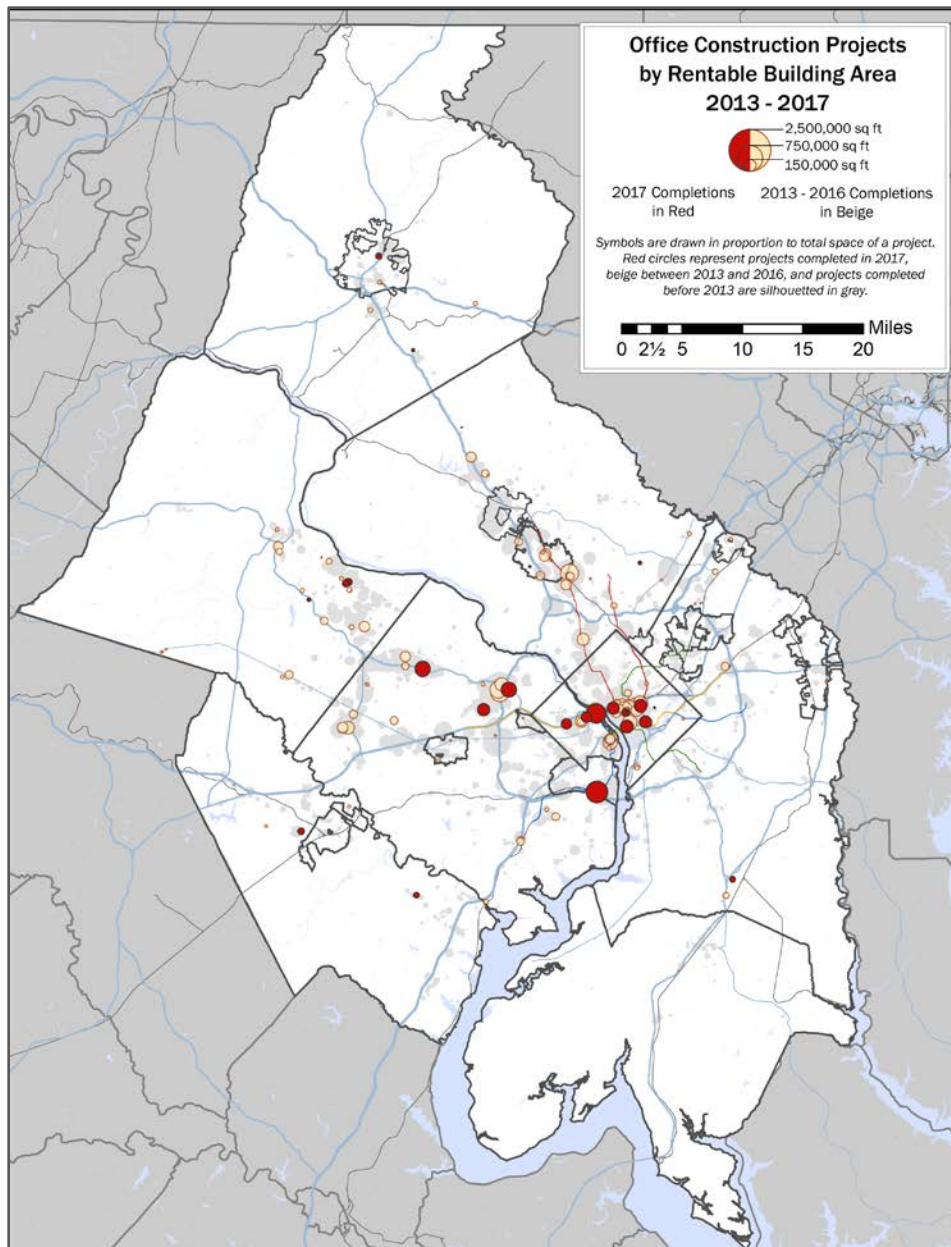 Office Construction Projects
by Rentable Building Area
2013 - 2017
2,500,000 sq ft
750,000 sq ft
150,000 sq ft
2017 Completions
in Red
2013 - 2016 Completions
in Beige
Symbols are drawn in proportion to total space of a project.
Red circles represent projects completed in 2017,
beige between 2013 and 2016, and projects completed
before 2013 are silhouetted in gray.
Miles
0 2½ 5 10 15 20